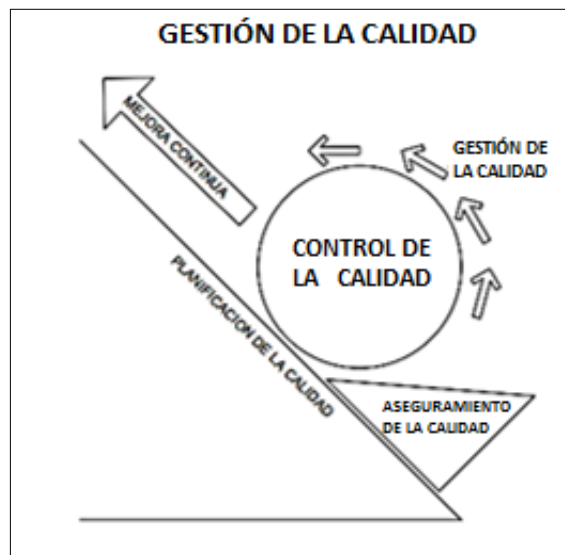 GESTIÓN DE LA CALIDAD
MEJORA CONTINUA
GESTIÓN DE
LA CALIDAD
CONTROL DE
LA CALIDAD
PLANIFICACION DE LA CALIDAD
ASEGURAMIENTO
DE LA CALIDAD